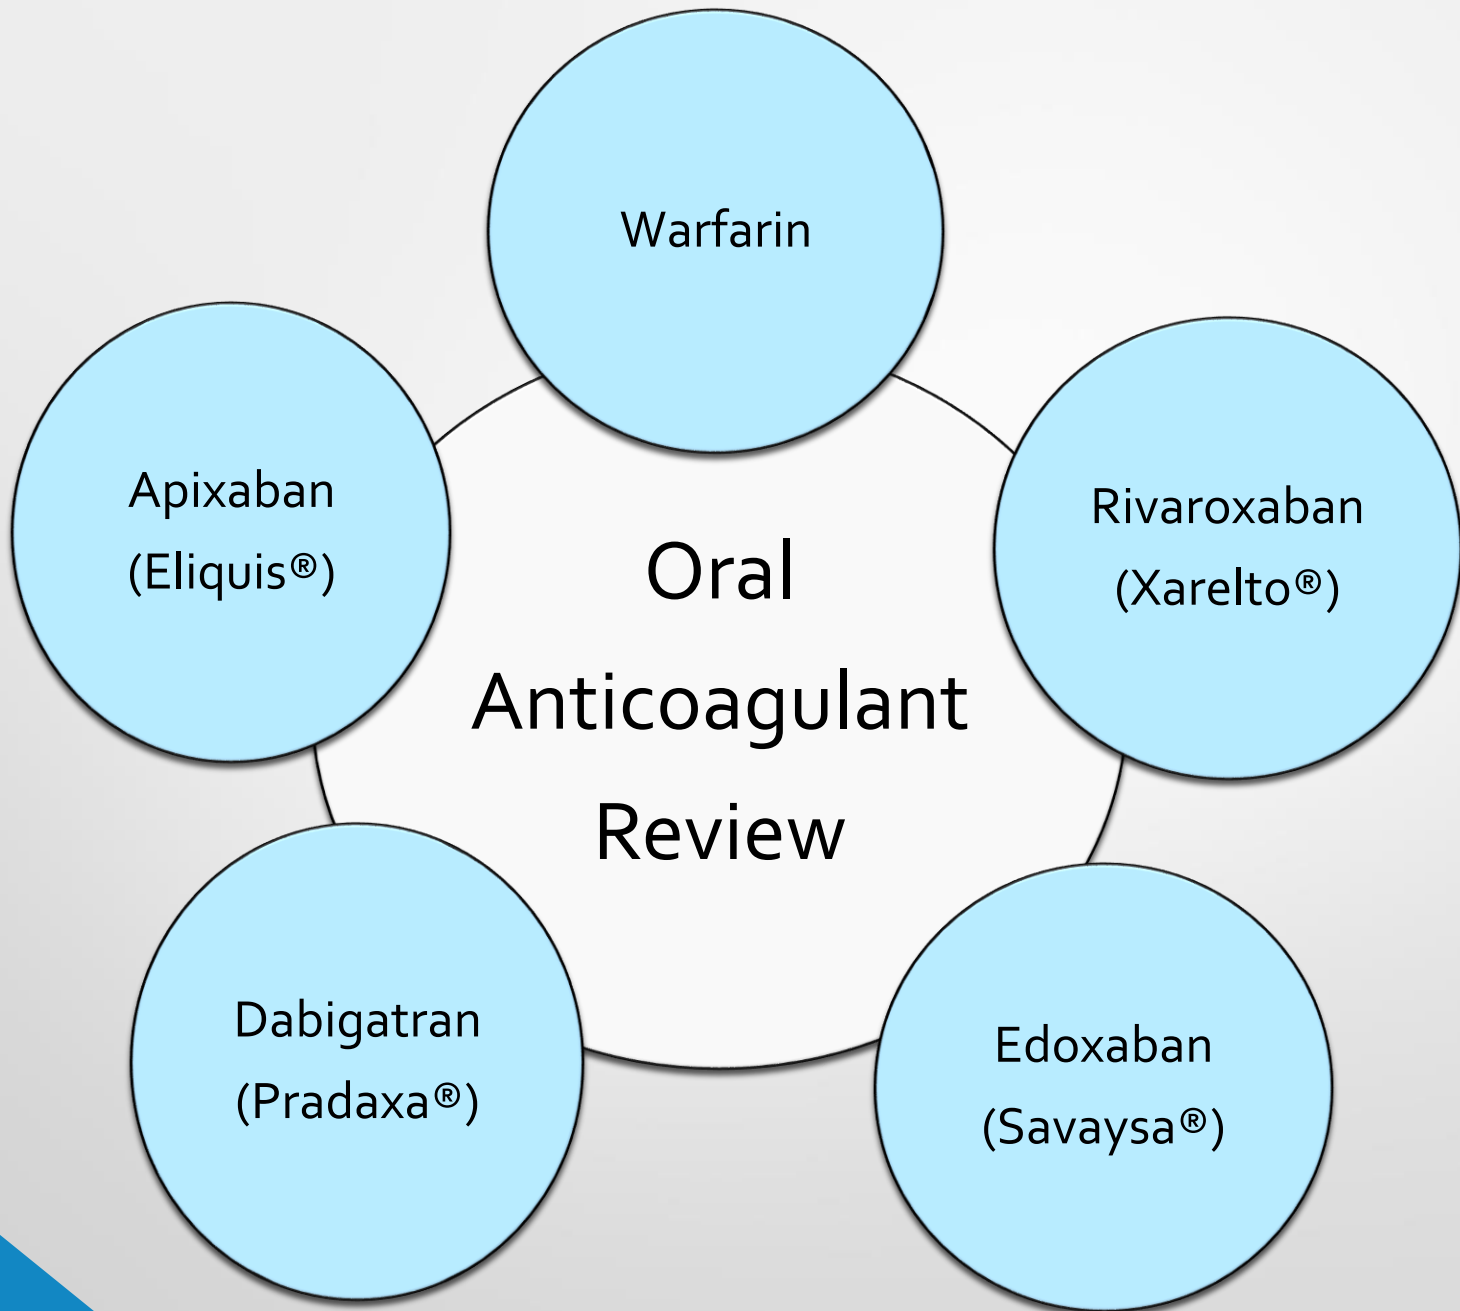 Warfarin
Apixaban
(Eliquis®)
Rivaroxaban
(Xarelto®)
Oral
Anticoagulant
Review
Dabigatran
(Pradaxa®)
Edoxaban
(Savaysa®)